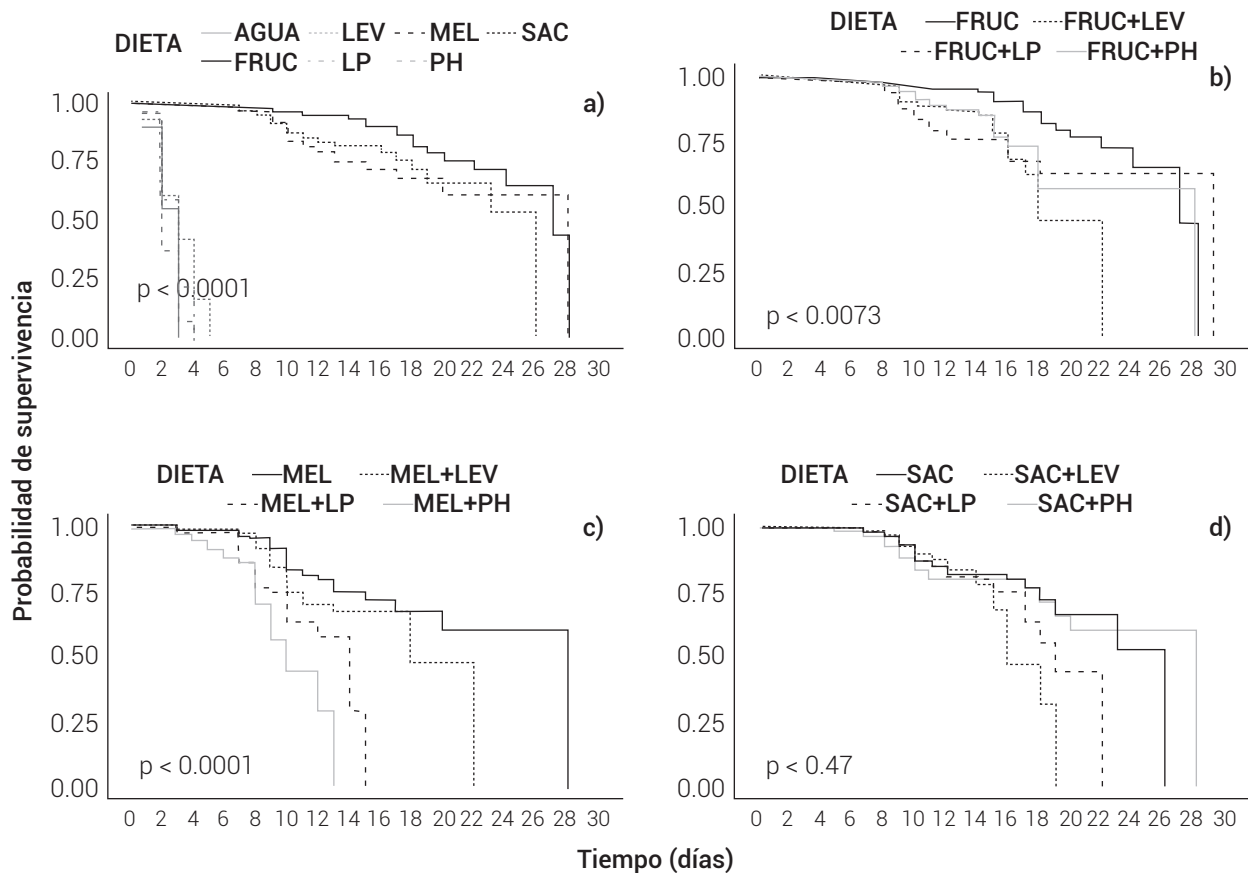 DIETA AGUA LEV MEL SAC
FRUC LP PH
a)
1.00
0.75
0.50
0.25
0.00
p < 0.0001
0 2 4 6 8 10 12 14 16 18 20 22 24 26 28 30
DIETA FRUC FRUC+LEV
FRUC+LP FRUC+PH
b)
1.00
0.75
0.50
0.25
0.00
p < 0.0073
0 2 4 6 8 10 12 14 16 18 20 22 24 26 28 30
Probabilidad de supervivencia
DIETA MEL MEL+LEV
MEL+LP MEL+PH
c)
1.00
0.75
0.50
0.25
0.00
p < 0.0001
0 2 4 6 8 10 12 14 16 18 20 22 24 26 28 30
DIETA SAC SAC+LEV
SAC+LP SAC+PH
d)
1.00
0.75
0.50
0.25
0.00
p < 0.47
0 2 4 6 8 10 12 14 16 18 20 22 24 26 28 30
Tiempo (días)